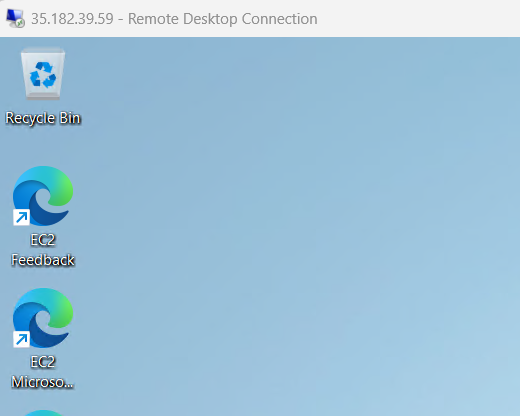 35.182.39.59 - Remote Desktop Connection
Recycle Bin
EC2
Feedback
EC2
Microso...